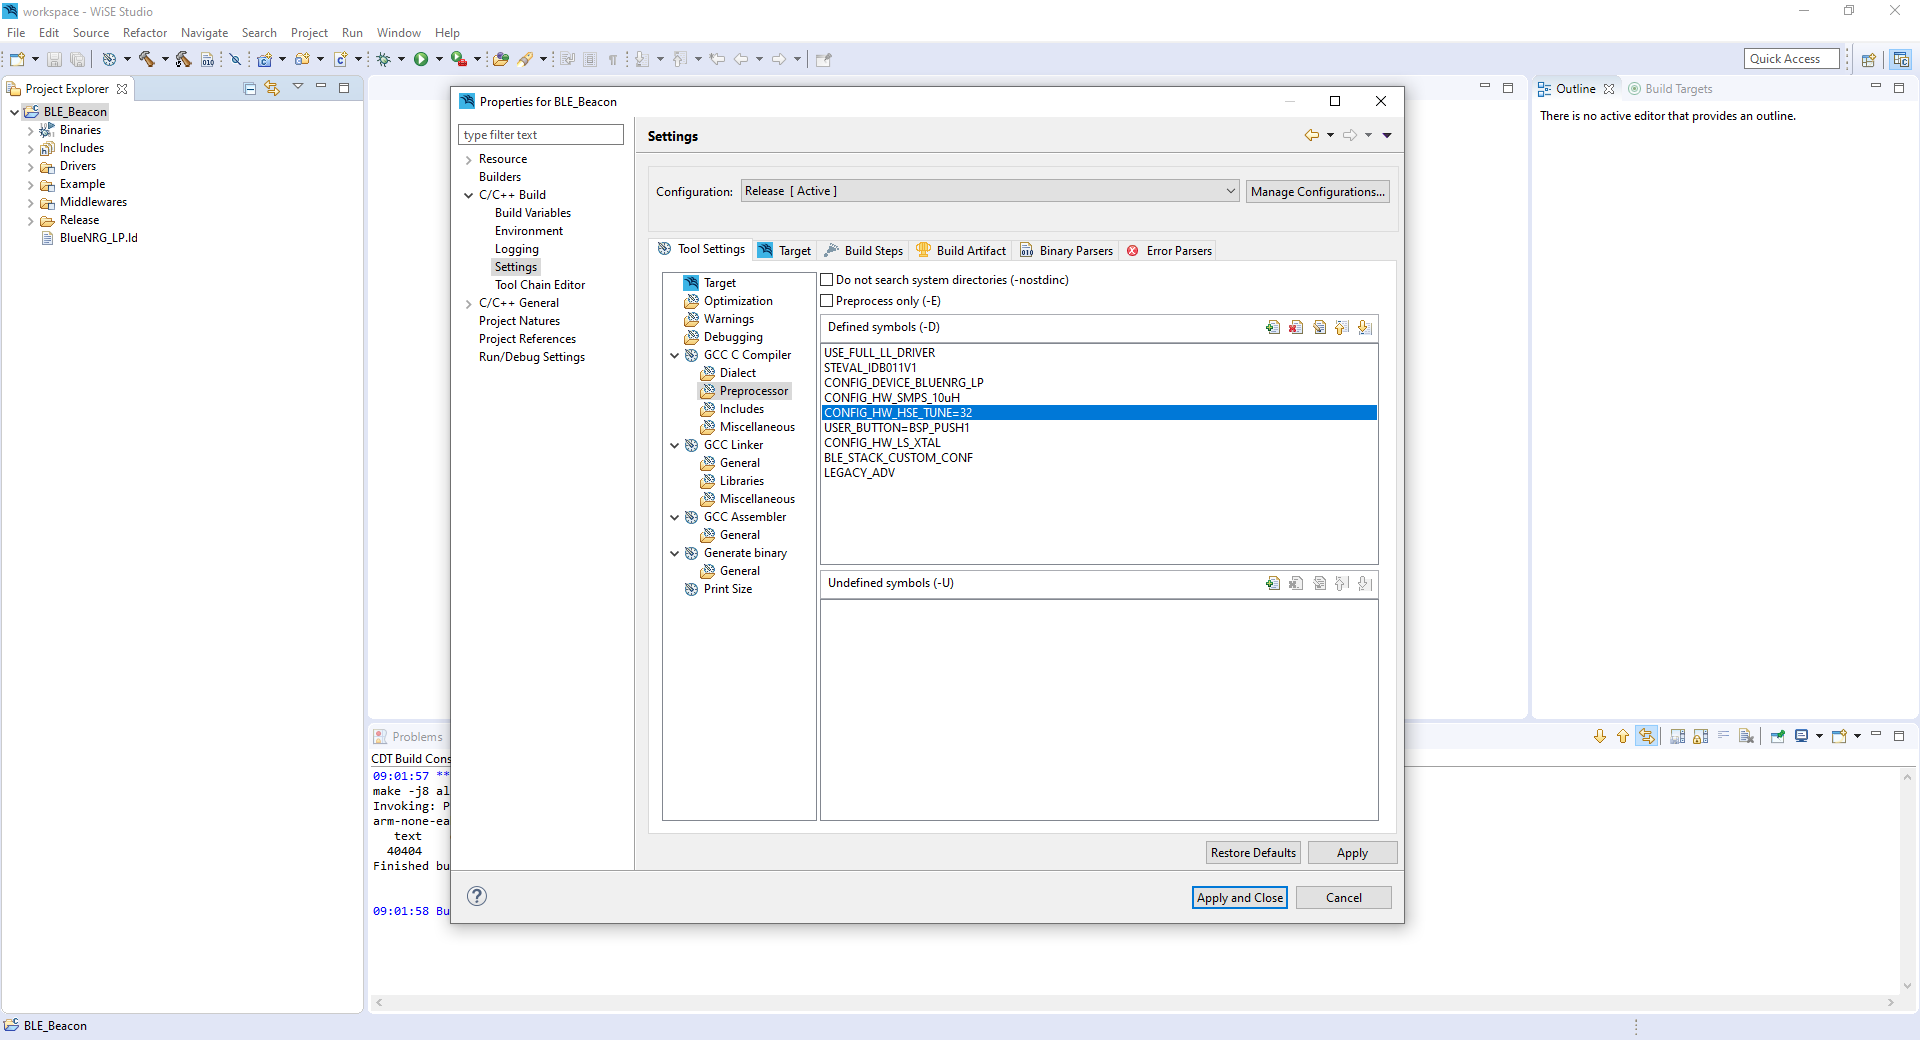 workspace - WiSE Studio
File Edit Source Refactor Navigate Search Project Run Window Help
Quick Access
Project Explorer
BLE_Beacon
Binaries
Includes
Drivers
Example
Middlewares
Release
BlueNRG_LP.ld
Properties for BLE_Beacon
type filter text
Resource
Builders
C/C++ Build
Build Variables
Environment
Logging
Settings
Tool Chain Editor
C/C++ General
Project Natures
Project References
Run/Debug Settings
Settings
Configuration: Release [ Active ] Manage Configurations...
Tool Settings Target Build Steps Build Artifact Binary Parsers Error Parsers
Target
Optimization
Warnings
Debugging
GCC C Compiler
Dialect
Preprocessor
Includes
Miscellaneous
GCC Linker
General
Libraries
Miscellaneous
GCC Assembler
General
Generate binary
General
Print Size
Do not search system directories (-nostdinc)
Preprocess only (-E)
Defined symbols (-D)
USE_FULL_LL_DRIVER
STEVAL_IDB011V1
CONFIG_DEVICE_BLUENRG_LP
CONFIG_HW_SMPS_10uH
CONFIG_HW_HSE_TUNE=32
USER_BUTTON=BSP_PUSH1
CONFIG_HW_LS_XTAL
BLE_STACK_CUSTOM_CONF
LEGACY_ADV
Undefined symbols (-U)
Restore Defaults Apply
Apply and Close Cancel
Outline Build Targets
There is no active editor that provides an outline.
Problems
CDT Build Cons
09:01:57 **
make -j8 al
Invoking: P
arm-none-ea
text
40404
Finished bu
09:01:58 Bu
BLE_Beacon